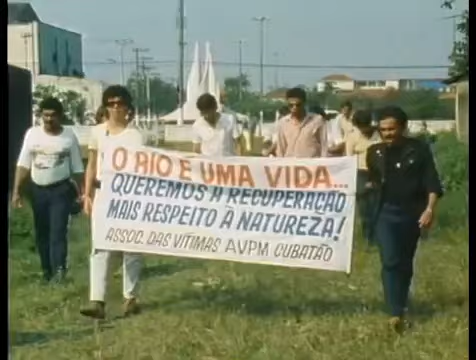 O RIO É UMA VIDA...
QUEREMOS A RECUPERAÇÃO
MAIS RESPEITO À NATUREZA!
ASSOC. DAS VÍTIMAS AVPM CUBATÃO